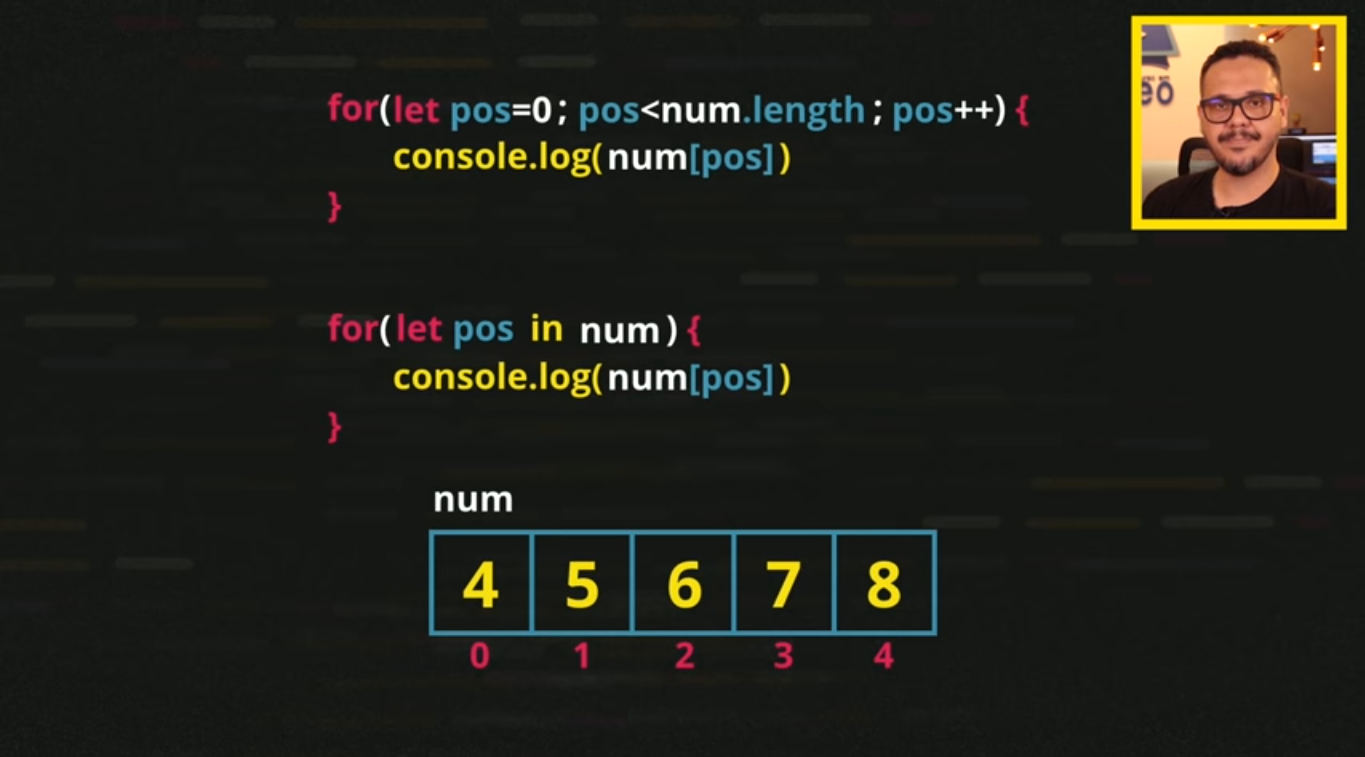 for(let pos=0; pos<num.length; pos++) {
console.log(num[pos])
}
for(let pos in num) {
console.log(num[pos])
}
num
4 5 6 7 8
0 1 2 3 4